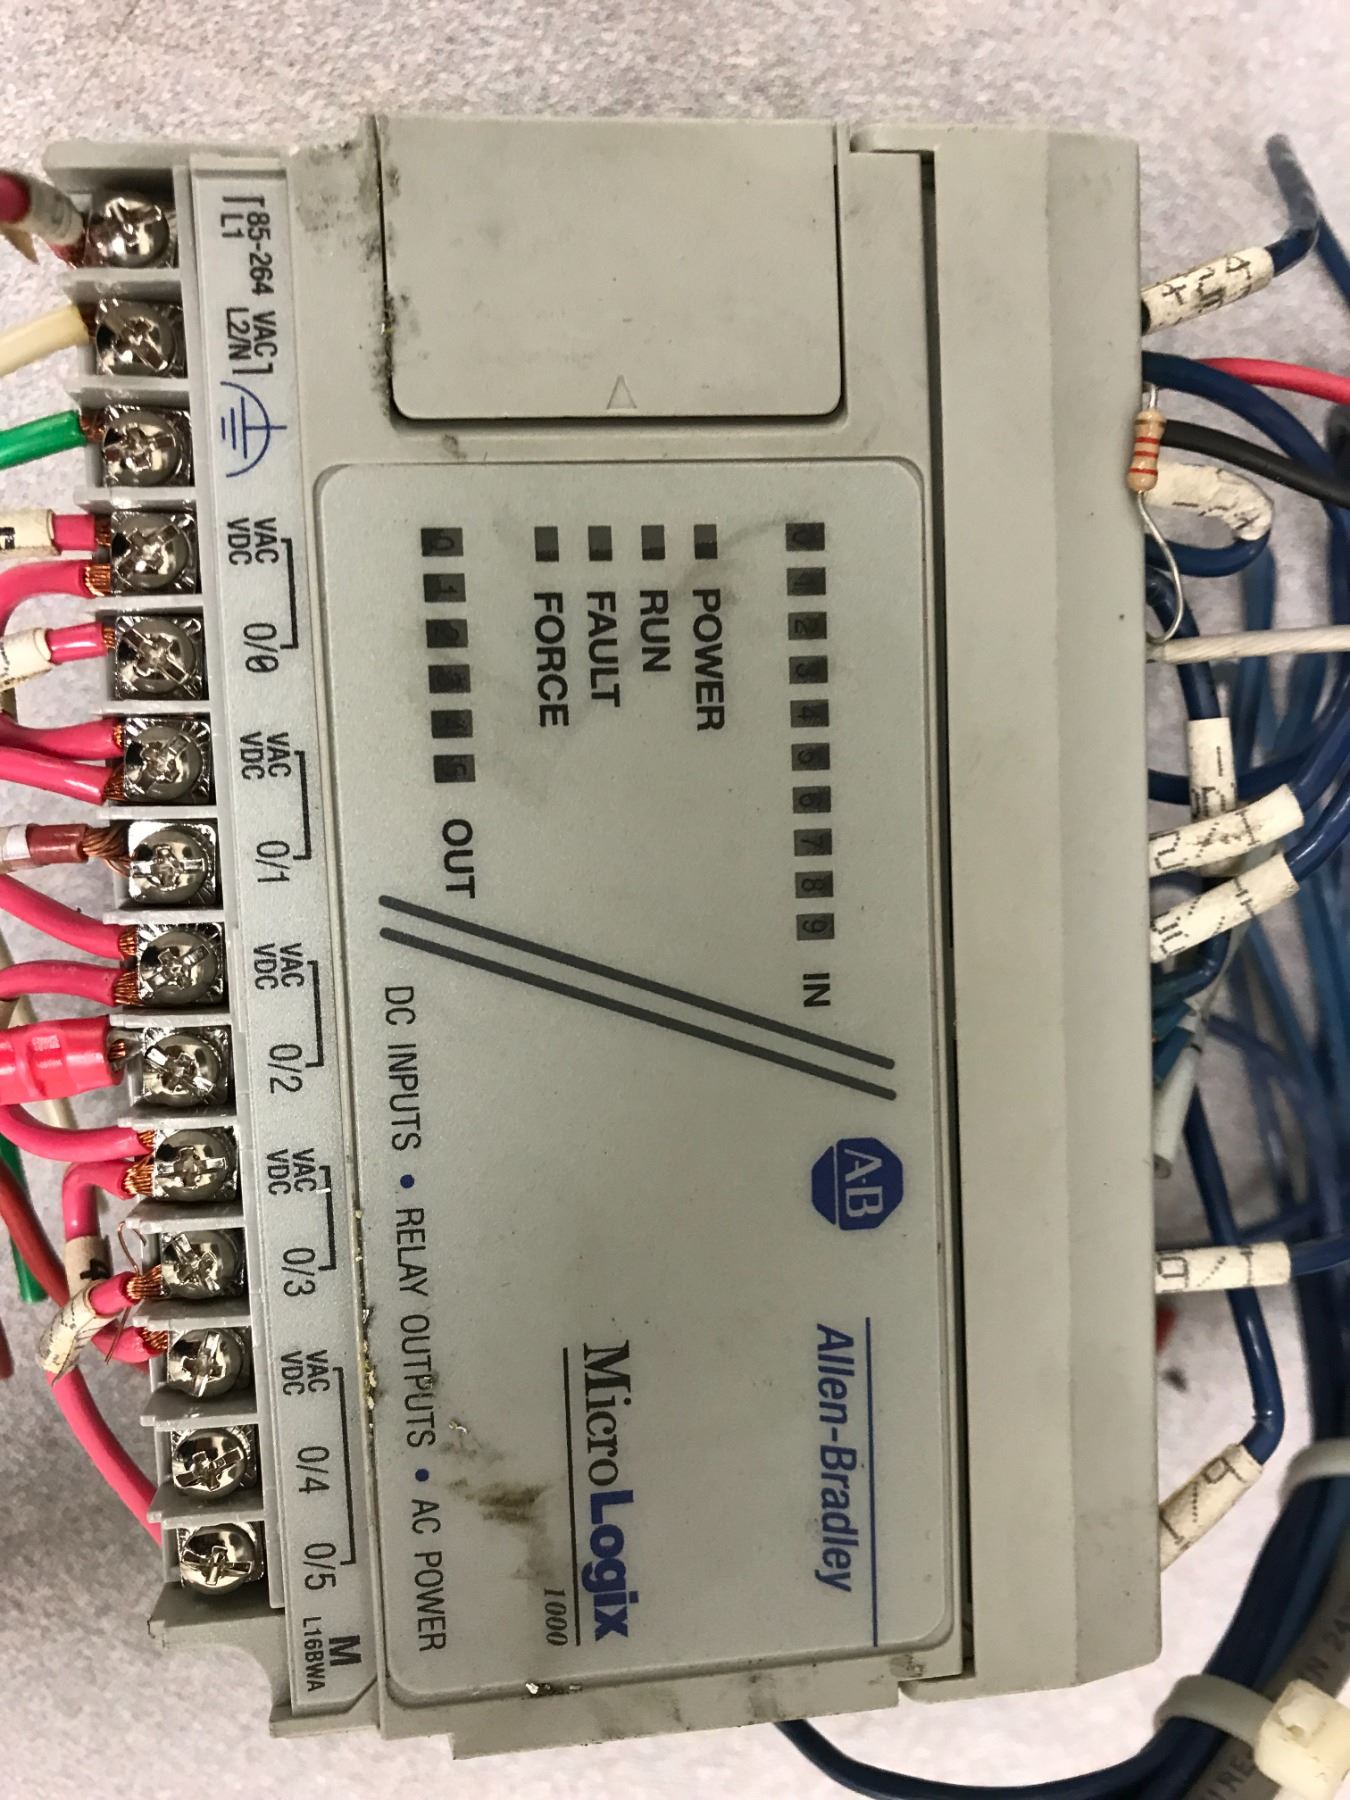 0 1 2 3 4 5 6 7 8 9 IN
POWER
RUN
FAULT
FORCE
0 1 2 3 4 5 OUT
AB
Allen-Bradley
MicroLogix
1000
DC INPUTS • RELAY OUTPUTS • AC POWER
85-264 VAC
L1 L2/N
VAC VDC 0/0
VAC VDC 0/1
VAC VDC 0/2
VAC VDC 0/3
VAC VDC 0/4 0/5
M
L16BWA